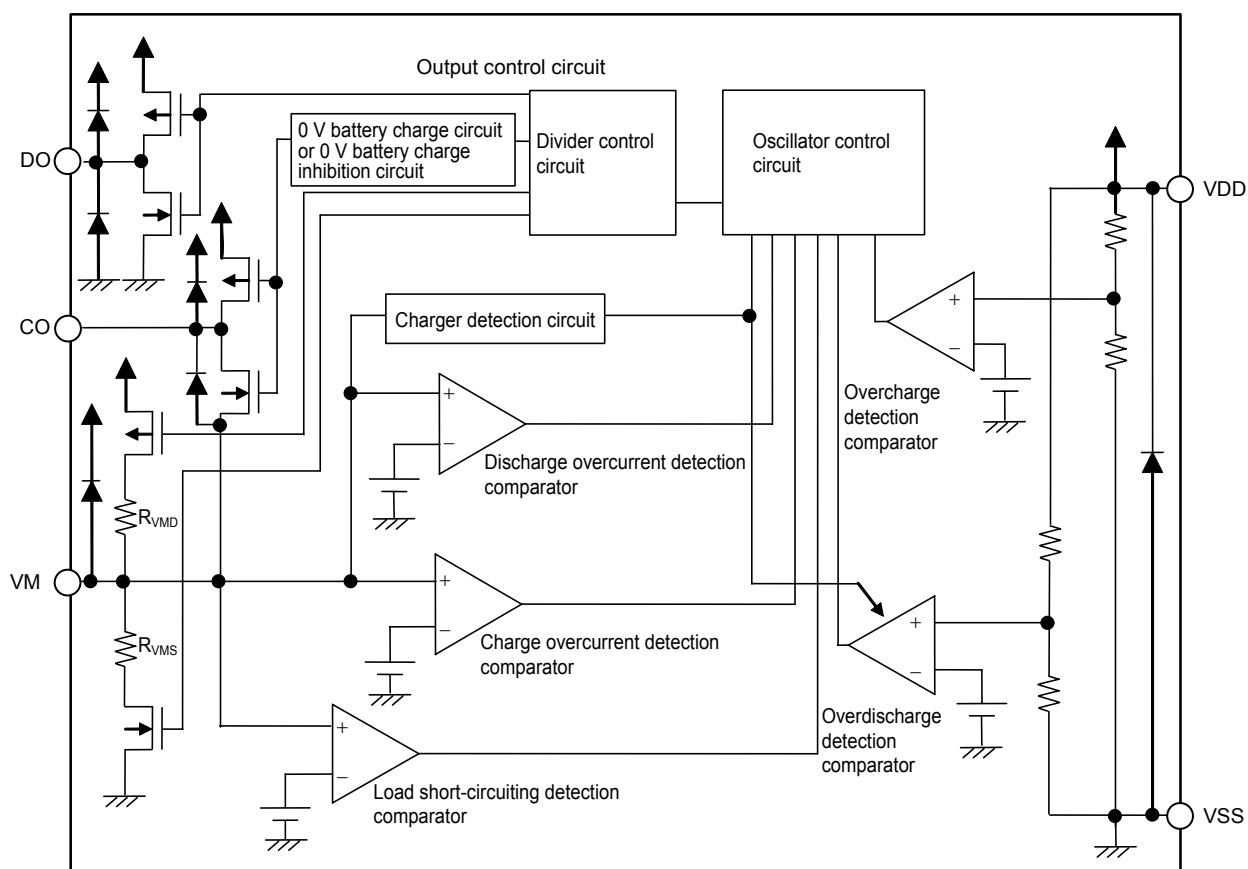 Output control circuit
0 V battery charge circuit
or 0 V battery charge
inhibition circuit
Divider control
circuit
Oscillator control
circuit
DO
VDD
CO
Charger detection circuit
+
−
Overcharge
detection
comparator
+
−
Discharge overcurrent detection
comparator
RVMD
VM
+
−
Charge overcurrent detection
comparator
RVMS
+
−
Overdischarge
detection
comparator
+
−
Load short-circuiting detection
comparator
VSS